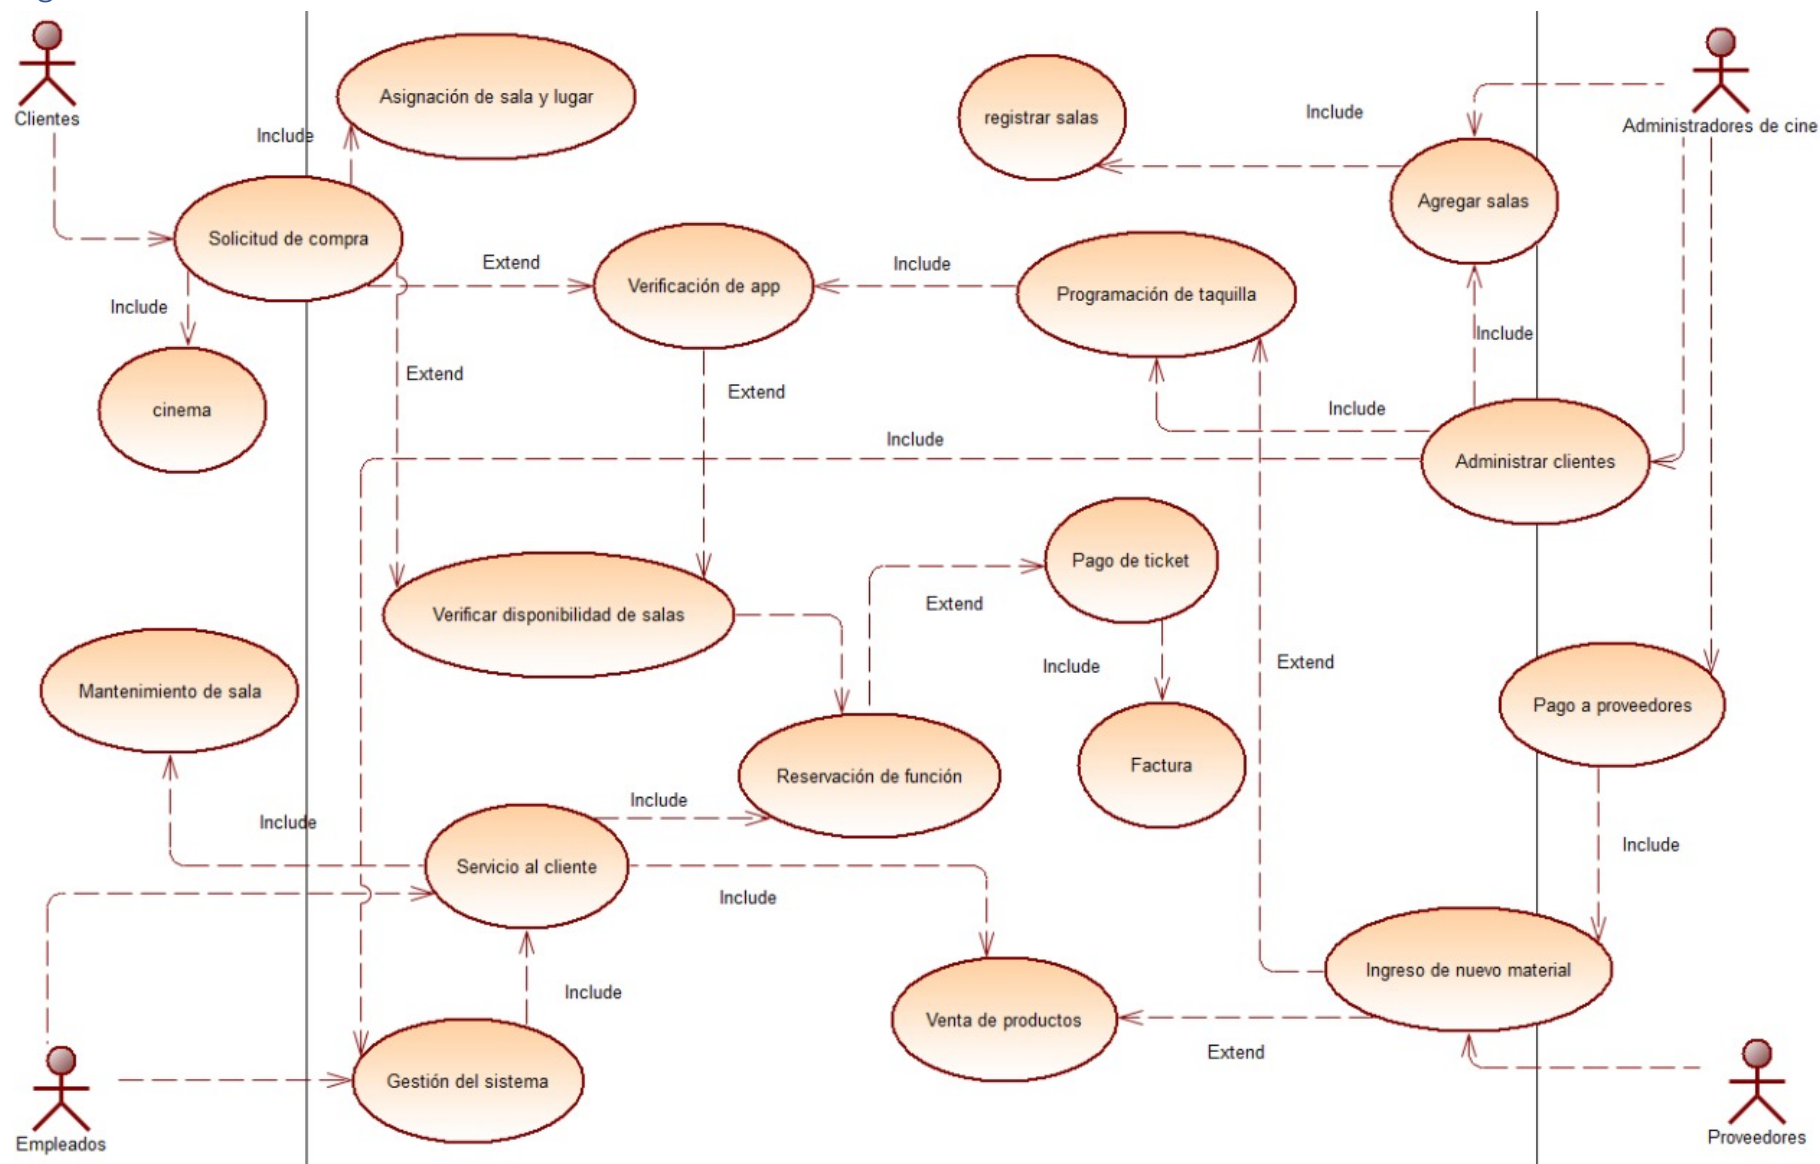 Clientes
Asignación de sala y lugar
registrar salas
Include
Administradores de cine
Include
Agregar salas
Solicitud de compra
Extend
Verificación de app
Include
Programación de taquilla
Include
Include
Extend
Extend
cinema
Include
Include
Administrar clientes
Pago de ticket
Extend
Verificar disponibilidad de salas
Include
Extend
Mantenimiento de sala
Pago a proveedores
Reservación de función
Factura
Include
Include
Include
Servicio al cliente
Include
Ingreso de nuevo material
Include
Venta de productos
Extend
Gestión del sistema
Empleados
Proveedores